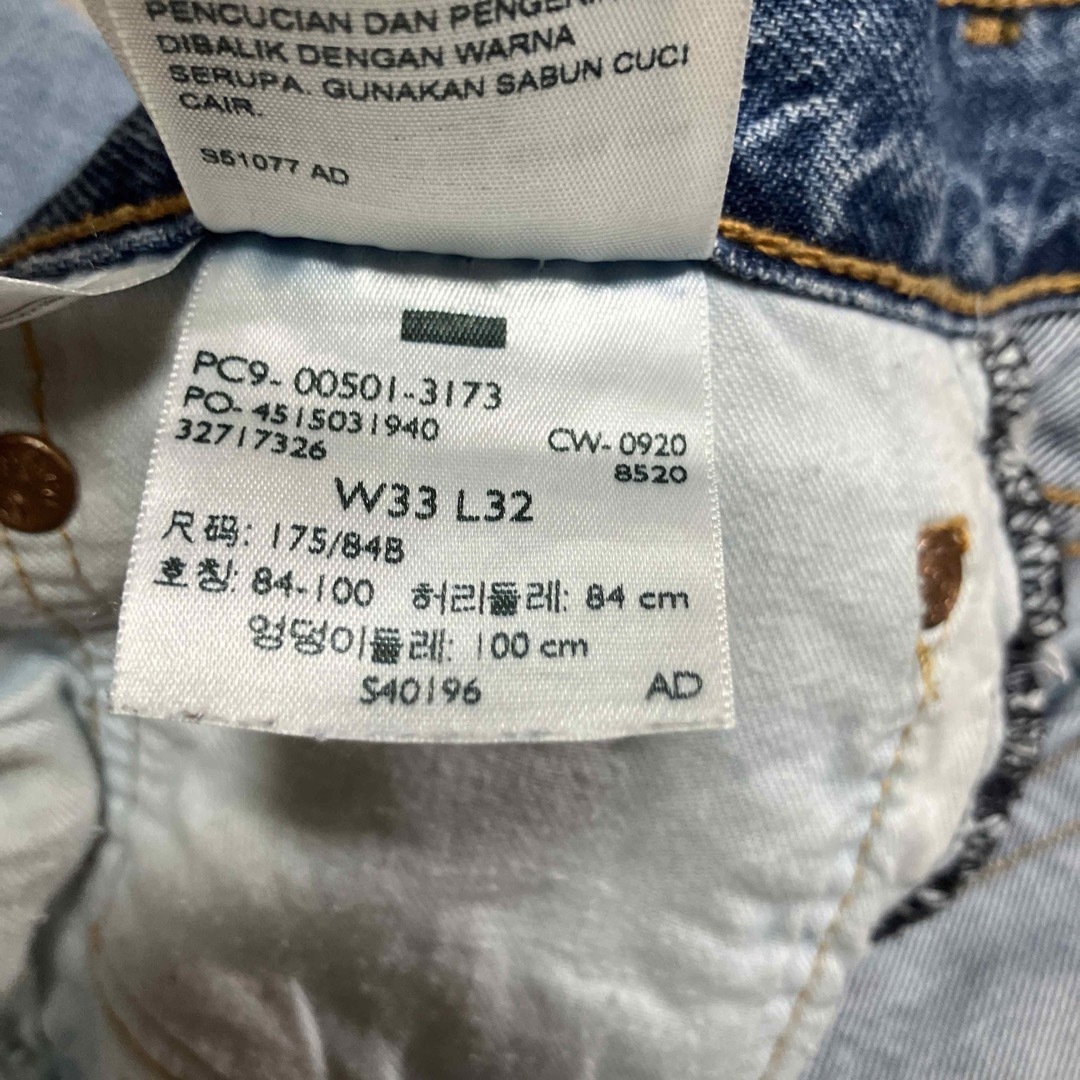 PENCUCIAN DAN
DIBALIK DENGAN WARNA
SERUPA. GUNAKAN SABUN CUCI
CAIR.
S51077 AD
PC9-00501-3173
PO-4515031940
32717326
CW-0920
8520
W33 L32
尺码: 175/84B
호칭: 84-100 허리둘레: 84 cm
엉덩이둘레: 100 cm
S40196 AD